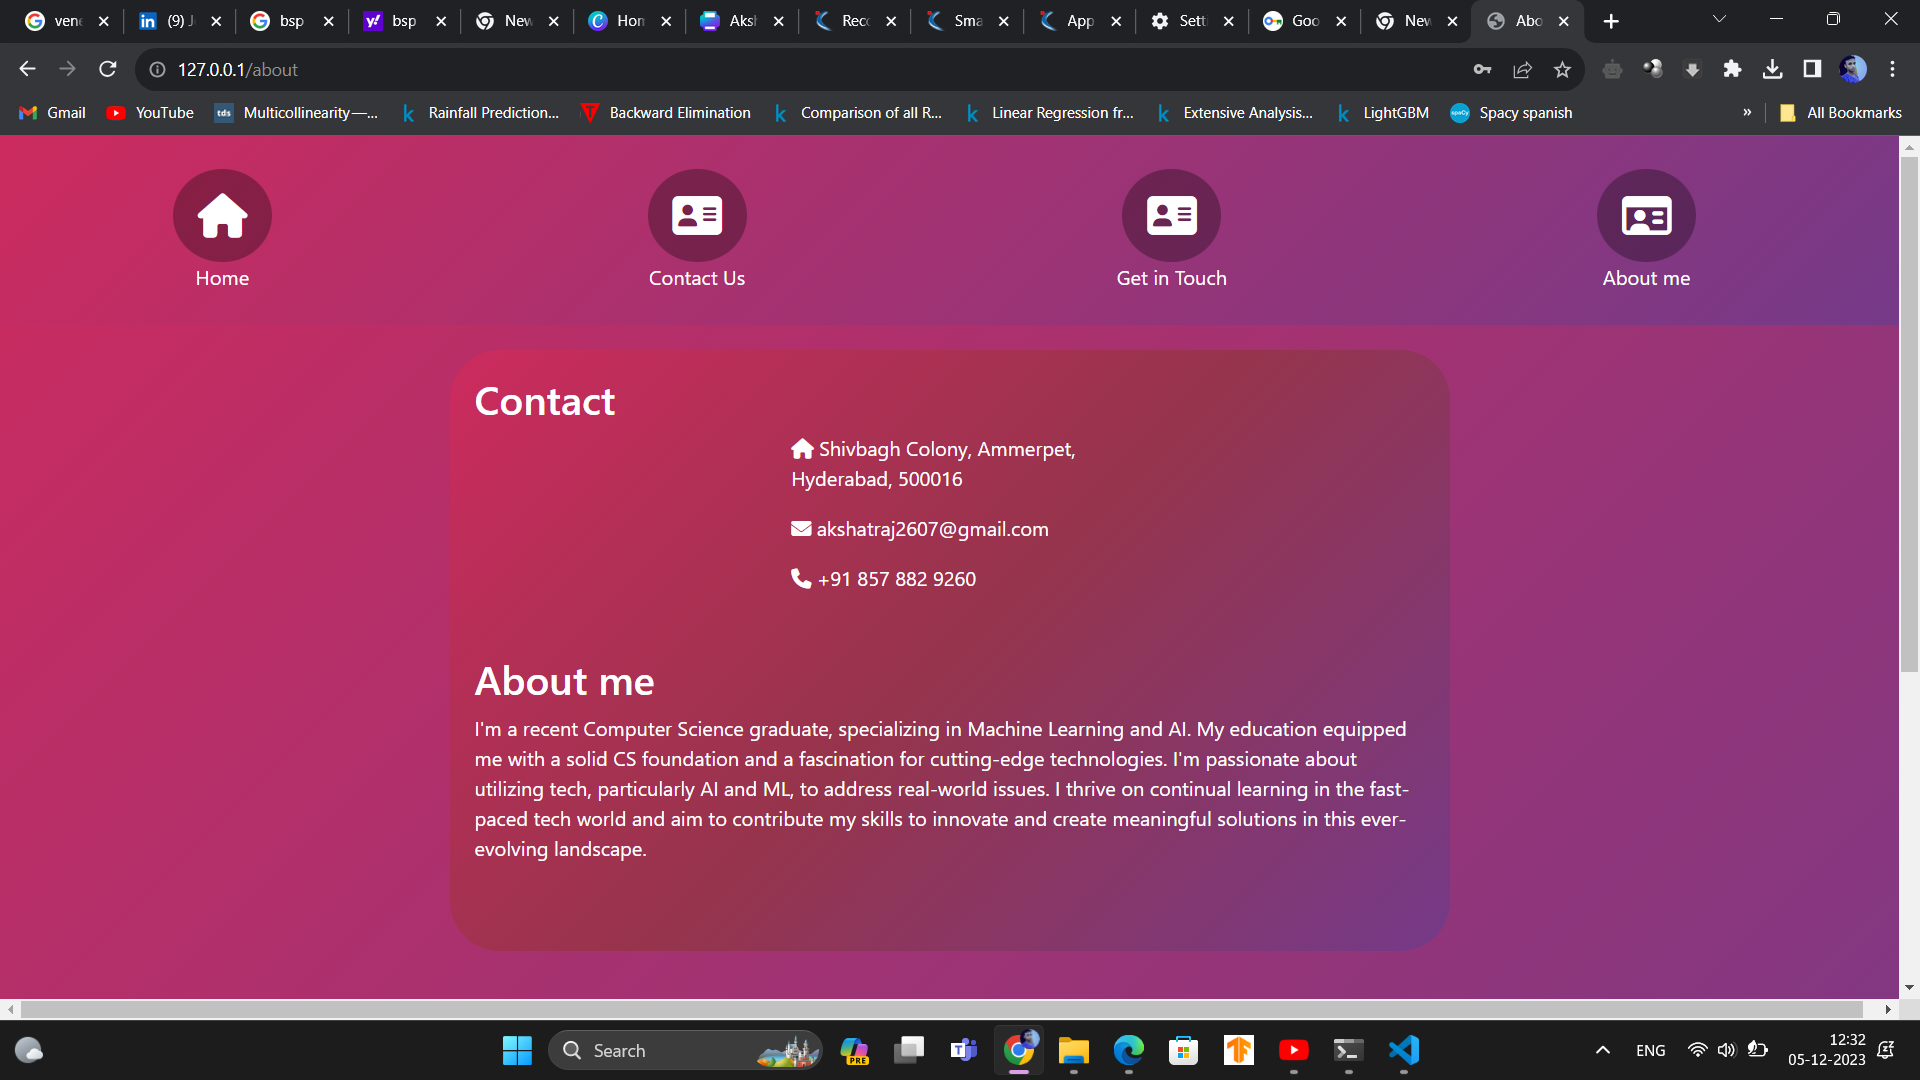 vene
(9) J
bsp
bsp
New
Hom
Aksh
Reco
Sma
App
Setti
Goo
New
Abo
127.0.0.1/about
Gmail
YouTube
tds Multicollinearity—...
k Rainfall Prediction...
Backward Elimination
k Comparison of all R...
k Linear Regression fr...
k Extensive Analysis...
k LightGBM
spaCy Spacy spanish
»
All Bookmarks
Home
Contact Us
Get in Touch
About me
Contact
Shivbagh Colony, Ammerpet,
Hyderabad, 500016
akshatraj2607@gmail.com
+91 857 882 9260
About me
I'm a recent Computer Science graduate, specializing in Machine Learning and AI. My education equipped
me with a solid CS foundation and a fascination for cutting-edge technologies. I'm passionate about
utilizing tech, particularly AI and ML, to address real-world issues. I thrive on continual learning in the fast-
paced tech world and aim to contribute my skills to innovate and create meaningful solutions in this ever-
evolving landscape.
Search
PRE
ENG
12:32
05-12-2023